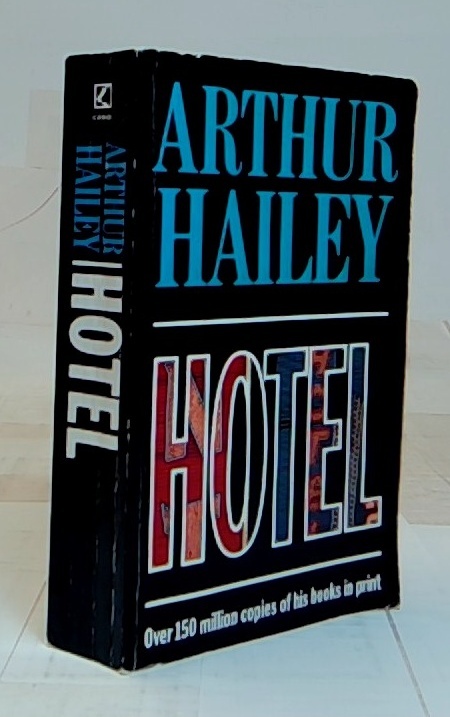 ARTHUR
HAILEY
HOTEL
Over 150 million copies of his books in print
ARTHUR
HAILEY
HOTEL